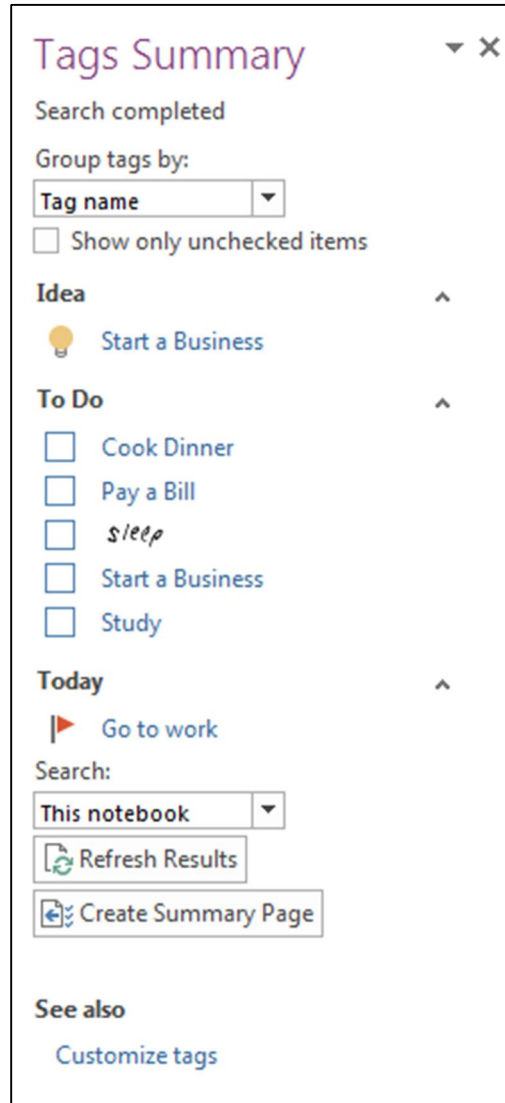 Tags Summary
Search completed
Group tags by:
Tag name
Show only unchecked items
Idea
Start a Business
To Do
Cook Dinner
Pay a Bill
sleep
Start a Business
Study
Today
Go to work
Search:
This notebook
Refresh Results
Create Summary Page
See also
Customize tags